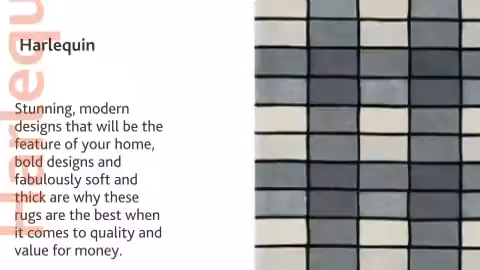 Harlequ
Harlequin
Stunning, modern
designs that will be the
feature of your home,
bold designs and
fabulously soft and
thick are why these
rugs are the best when
it comes to quality and
value for money.